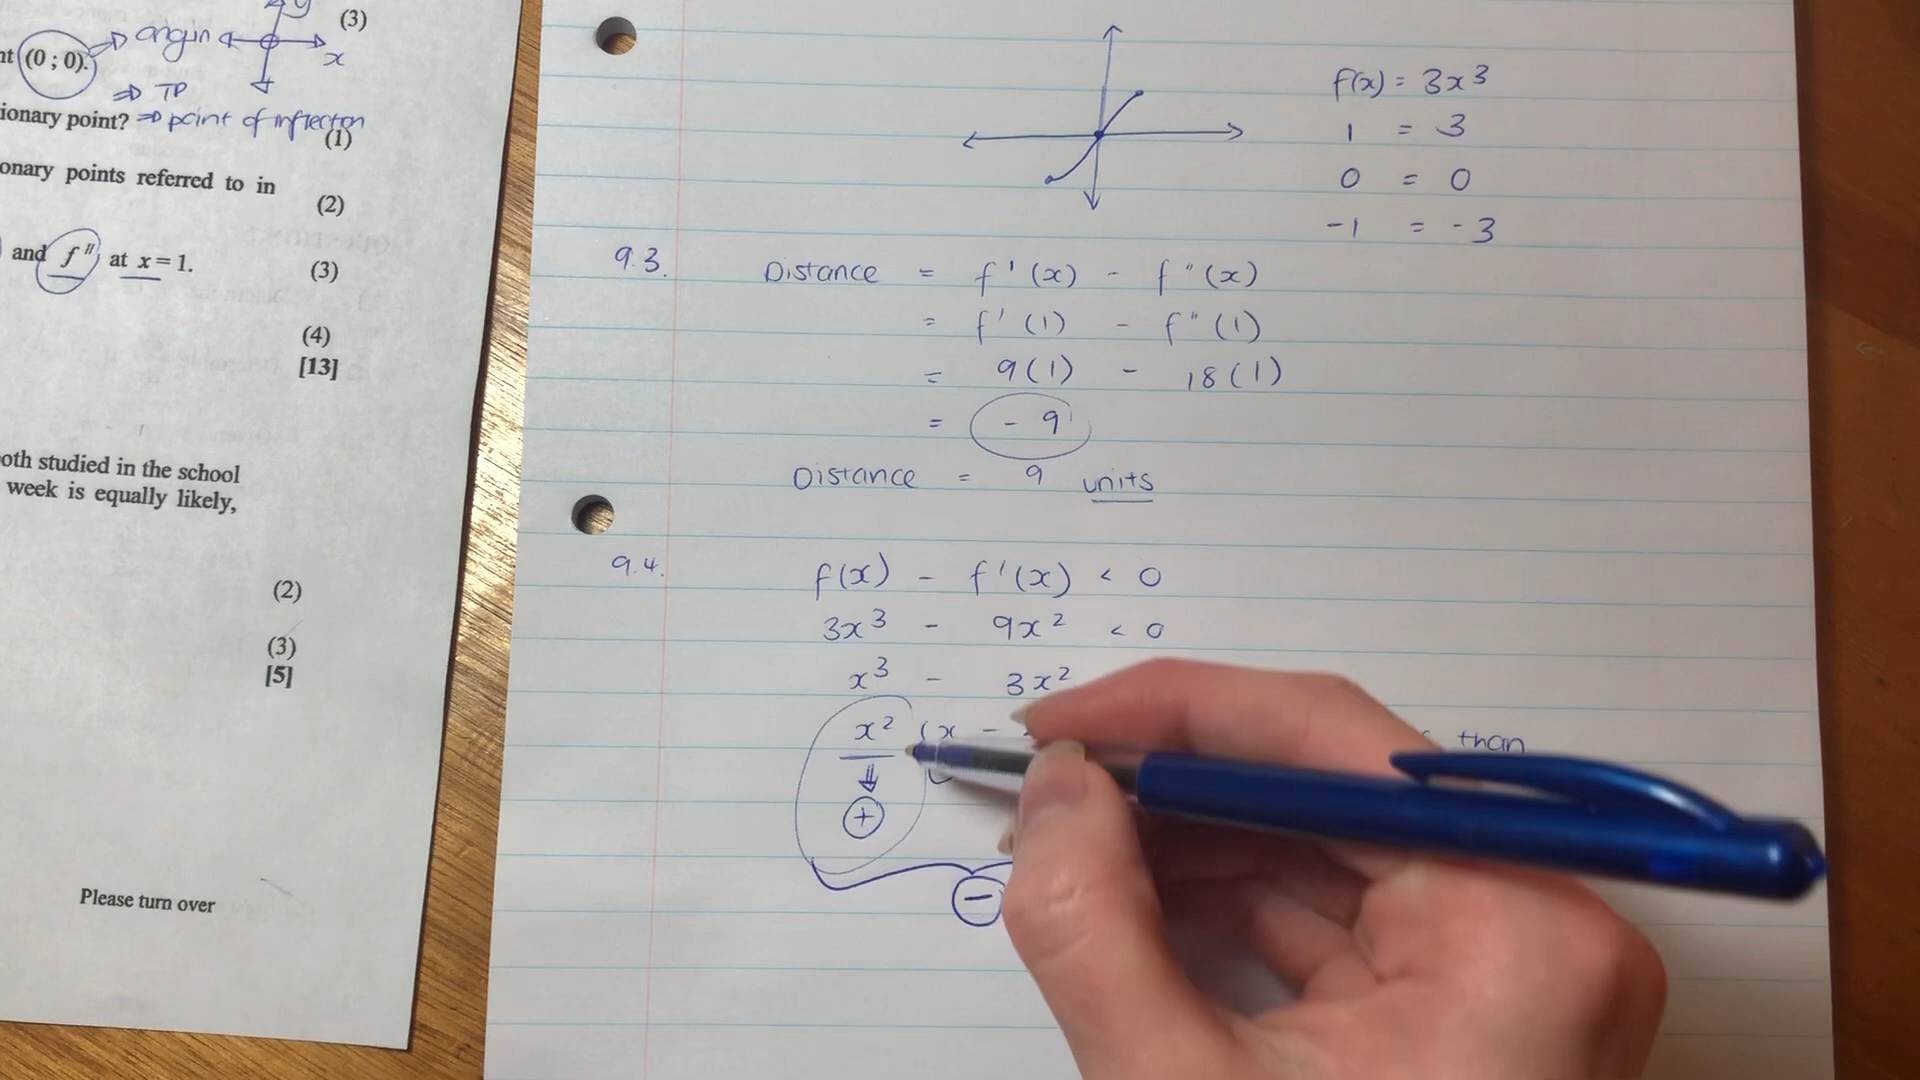 y
(3)
nt (0 ; 0). ⇒ origin
x
⇒ TP
ionary point? ⇒ point of inflection
(1)
onary points referred to in
(2)
and f" at x = 1.
(3)
(4)
[13]
oth studied in the school
week is equally likely,
(2)
(3)
[5]
Please turn over
f(x) = 3x³
1 = 3
0 = 0
-1 = -3
9.3. Distance = f'(x) - f"(x)
= f'(1) - f"(1)
= 9(1) - 18(1)
= -9
Distance = 9 units
9.4. f(x) - f'(x) < 0
3x³ - 9x² < 0
x³ - 3x²
x² (x - than
⇓
+
-